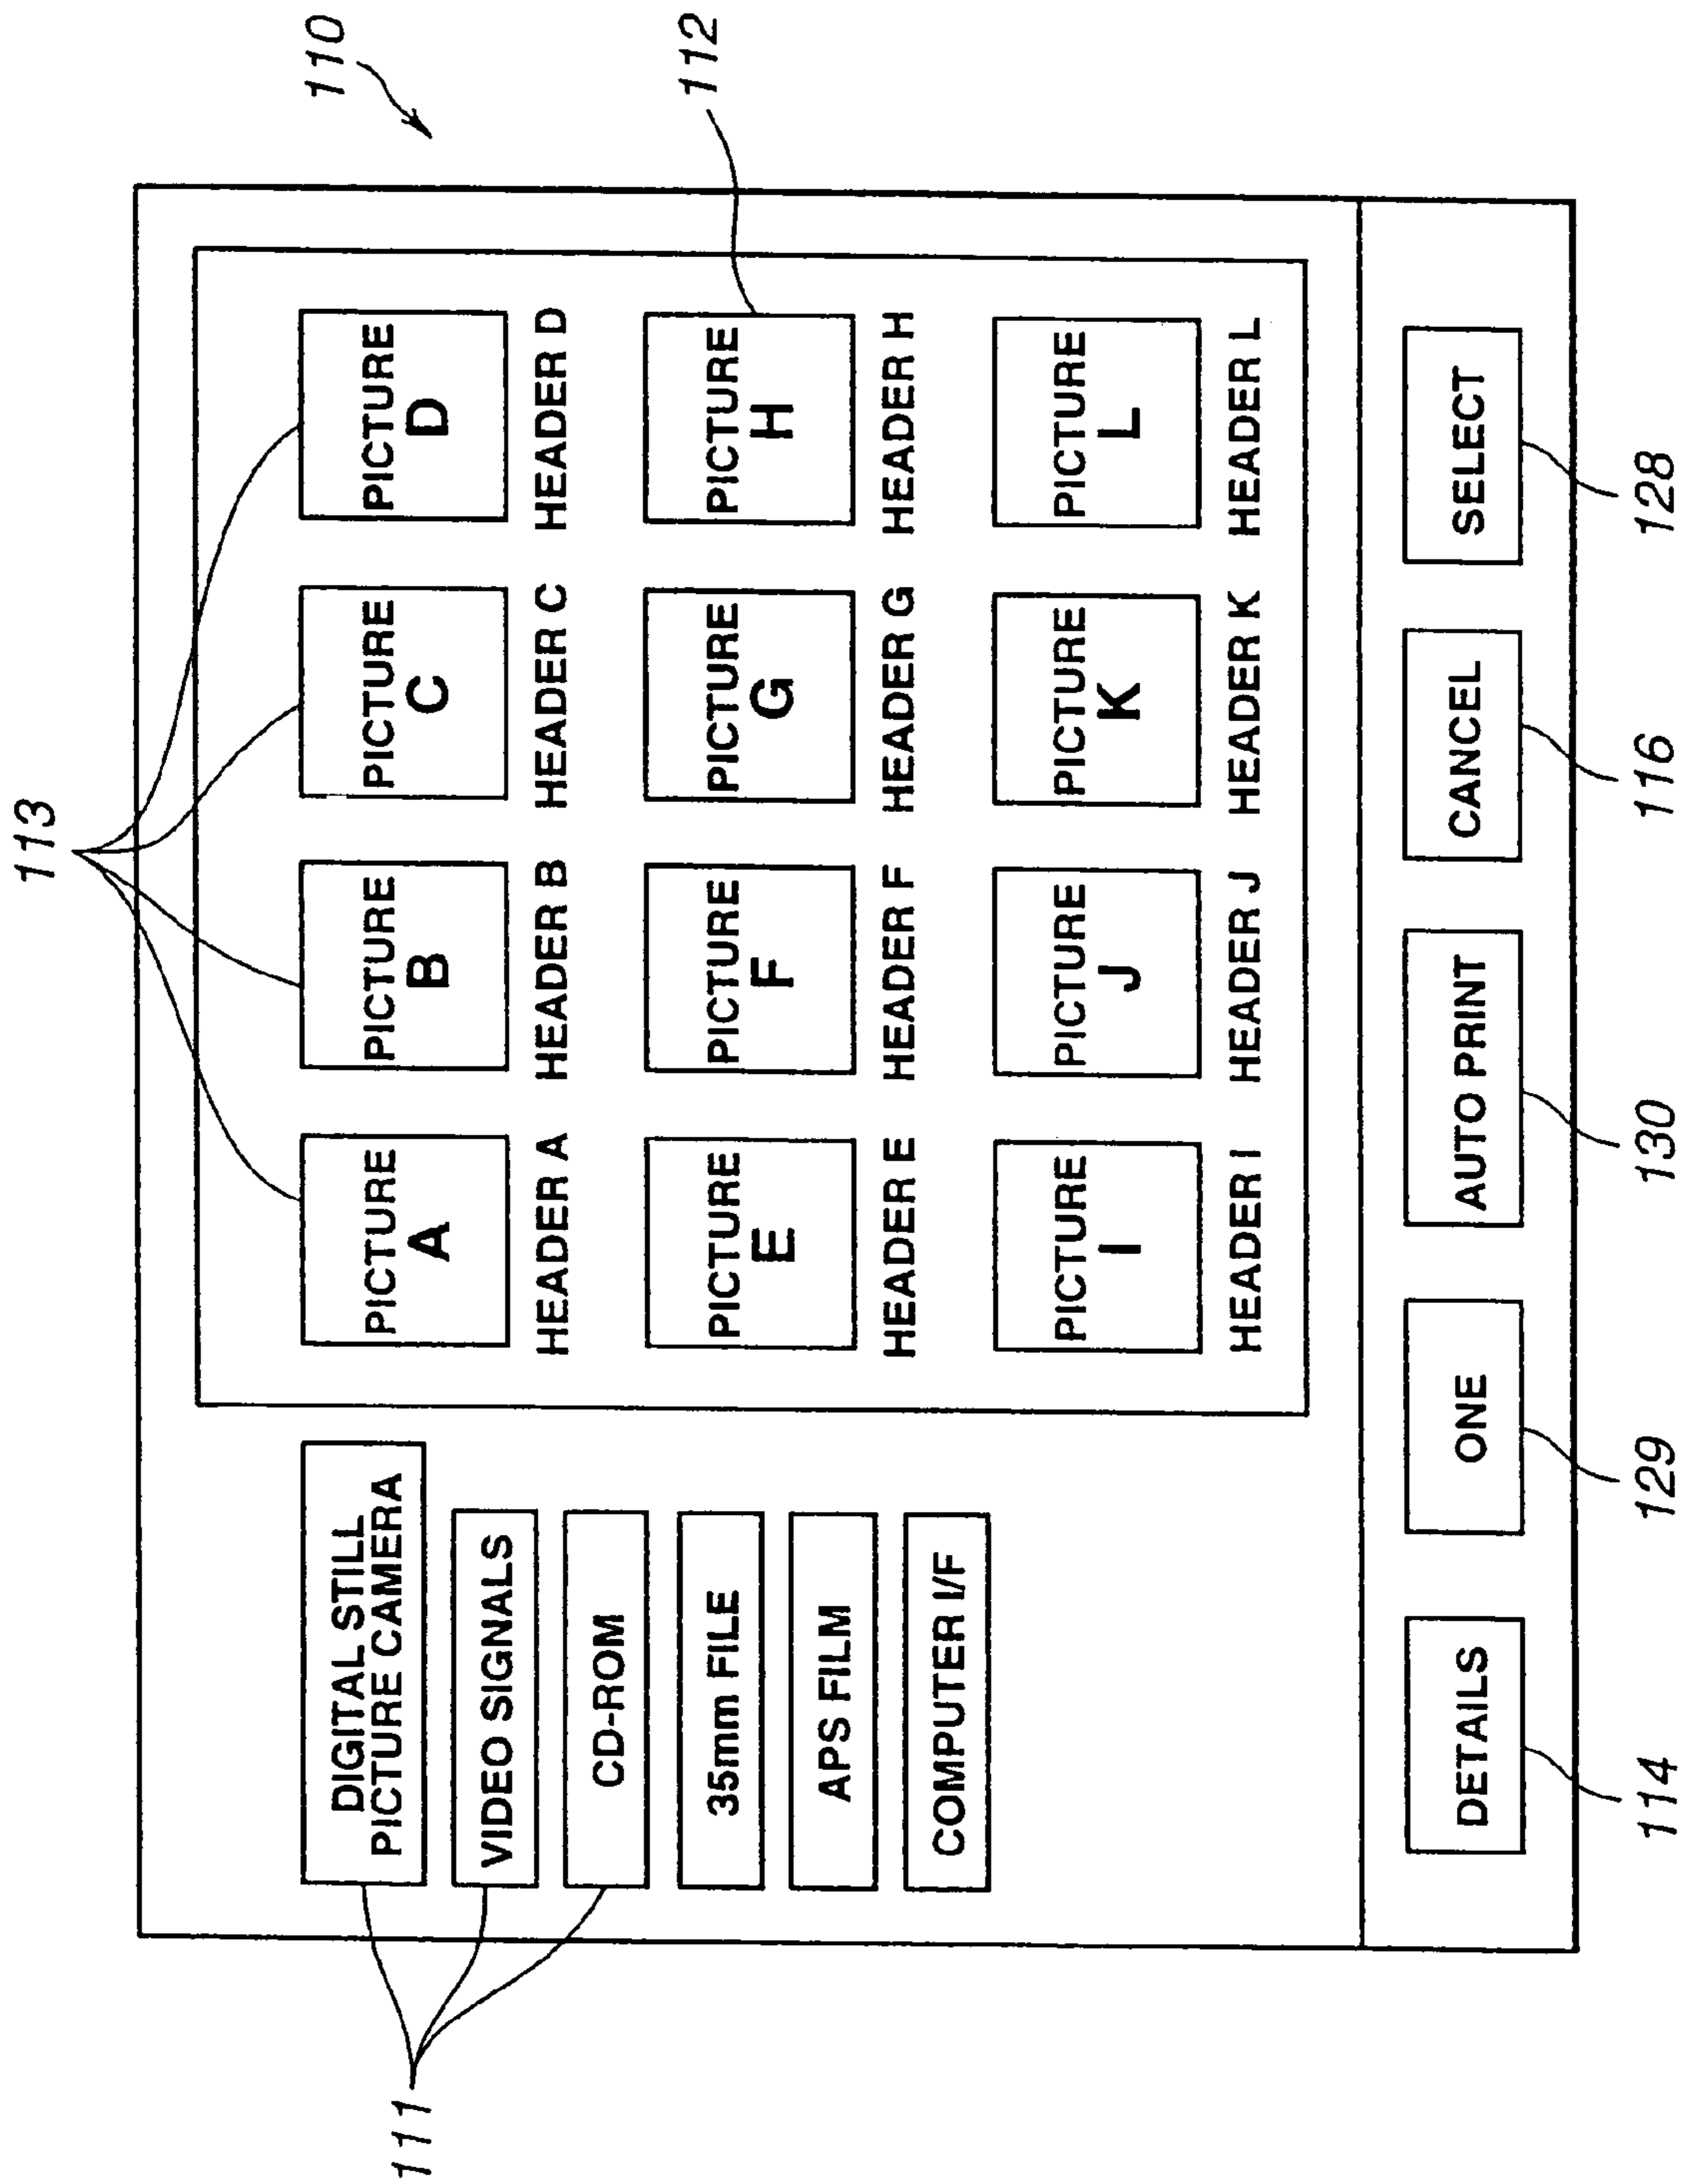 110
113
112
DIGITAL STILL
PICTURE CAMERA
VIDEO SIGNALS
CD-ROM
35mm FILE
APS FILM
COMPUTER I/F
111
PICTURE
A
HEADER A
PICTURE
B
HEADER B
PICTURE
C
HEADER C
PICTURE
D
HEADER D
PICTURE
E
HEADER E
PICTURE
F
HEADER F
PICTURE
G
HEADER G
PICTURE
H
HEADER H
PICTURE
I
HEADER I
PICTURE
J
HEADER J
PICTURE
K
HEADER K
PICTURE
L
HEADER L
DETAILS
ONE
AUTO PRINT
CANCEL
SELECT
114
129
130
116
128